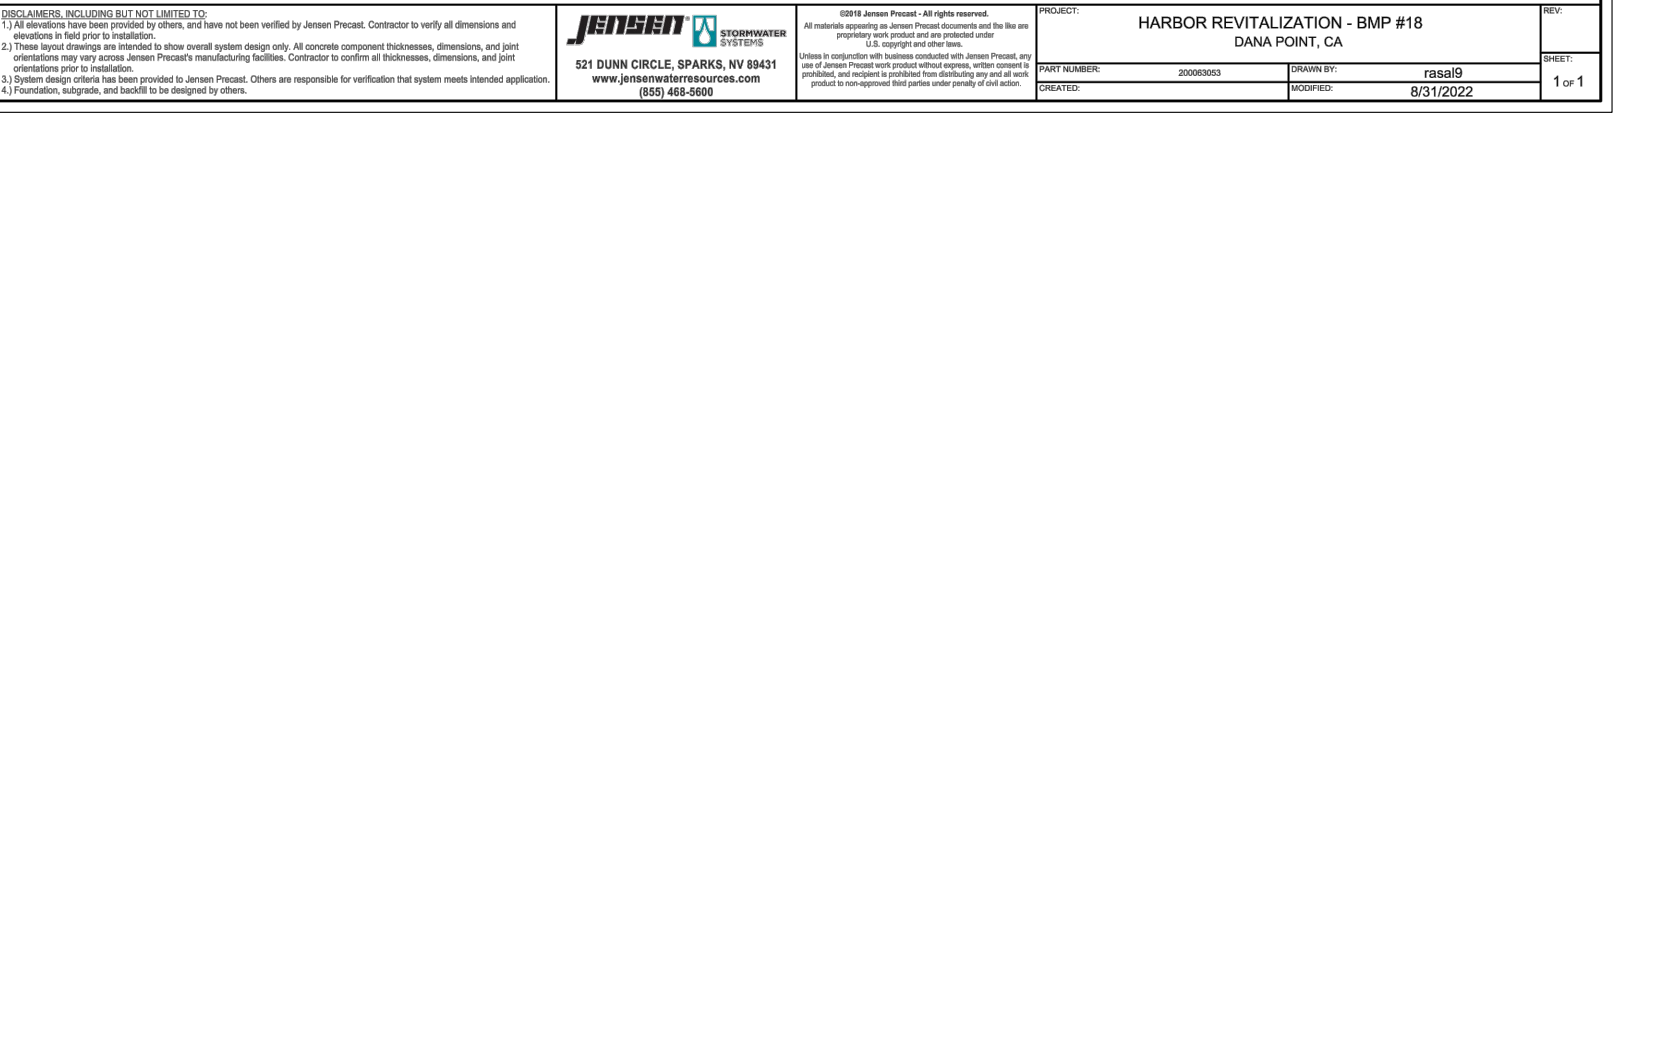 DISCLAIMERS, INCLUDING BUT NOT LIMITED TO:
1.) All elevations have been provided by others, and have not been verified by Jensen Precast. Contractor to verify all dimensions and
elevations in field prior to installation.
2.) These layout drawings are intended to show overall system design only. All concrete component thicknesses, dimensions, and joint
orientations may vary across Jensen Precast's manufacturing facilities. Contractor to confirm all thicknesses, dimensions, and joint
orientations prior to installation.
3.) System design criteria has been provided to Jensen Precast. Others are responsible for verification that system meets intended application.
4.) Foundation, subgrade, and backfill to be designed by others.
JENSEN®
STORMWATER
SYSTEMS
521 DUNN CIRCLE, SPARKS, NV 89431
www.jensenwaterresources.com
(855) 468-5600
©2018 Jensen Precast - All rights reserved.
All materials appearing as Jensen Precast documents and the like are
proprietary work product and are protected under
U.S. copyright and other laws.
Unless in conjunction with business conducted with Jensen Precast, any
use of Jensen Precast work product without express, written consent is
prohibited, and recipient is prohibited from distributing any and all work
product to non-approved third parties under penalty of civil action.
PROJECT:
HARBOR REVITALIZATION - BMP #18
DANA POINT, CA
PART NUMBER:
200063053
DRAWN BY:
rasal9
CREATED:
MODIFIED:
8/31/2022
REV:
SHEET:
1 OF 1